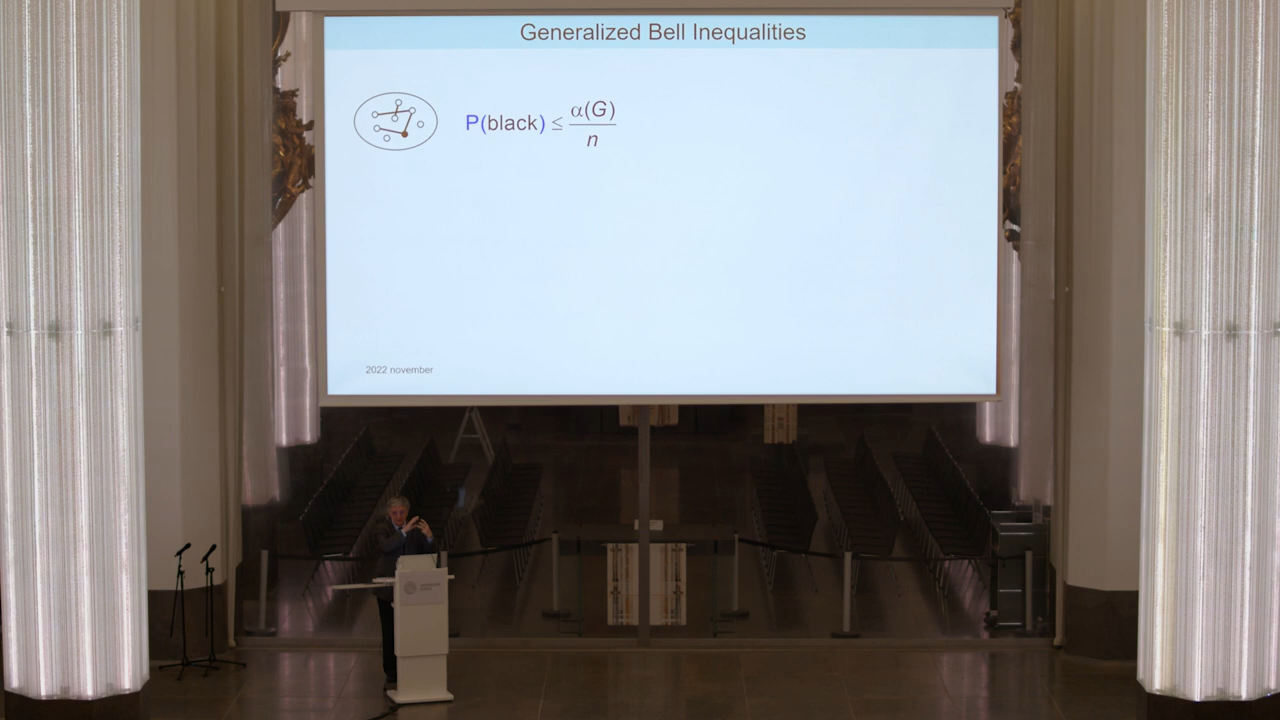 Generalized Bell Inequalities
P(black) ≤ α(G)/n
2022 november